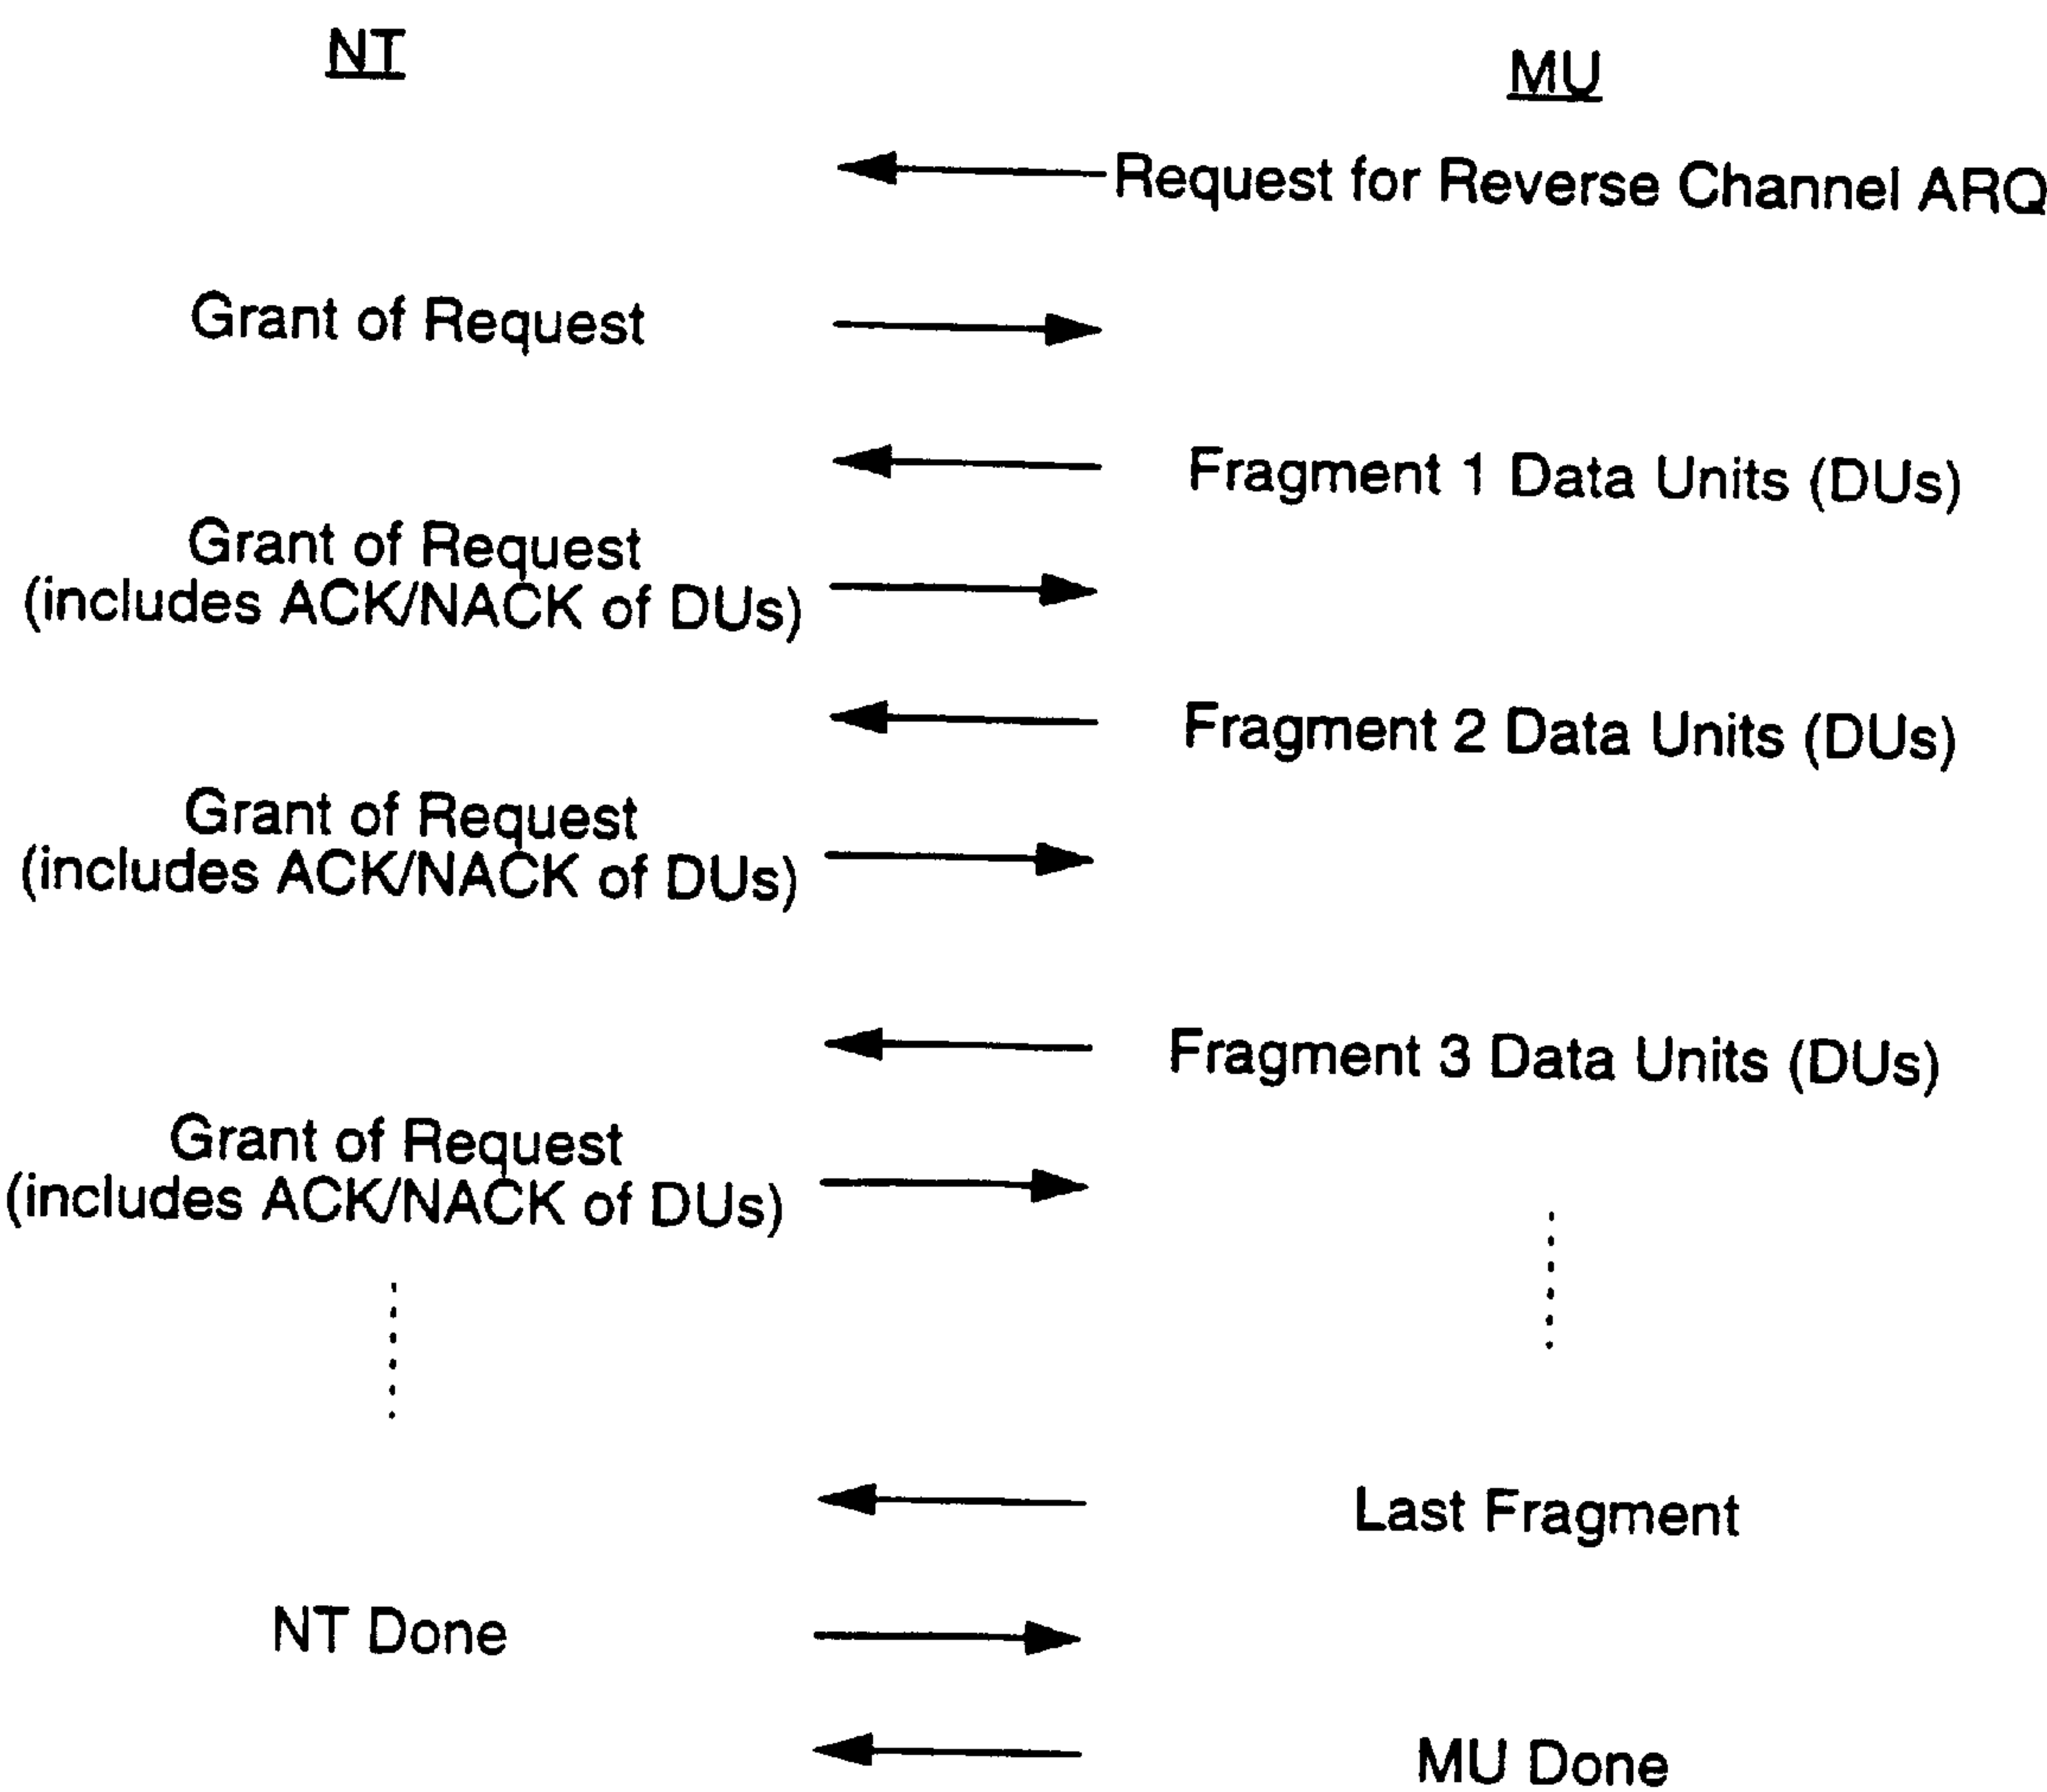 NT
MU
Request for Reverse Channel ARQ
Grant of Request
Fragment 1 Data Units (DUs)
Grant of Request
(includes ACK/NACK of DUs)
Fragment 2 Data Units (DUs)
Grant of Request
(includes ACK/NACK of DUs)
Fragment 3 Data Units (DUs)
Grant of Request
(includes ACK/NACK of DUs)
Last Fragment
NT Done
MU Done